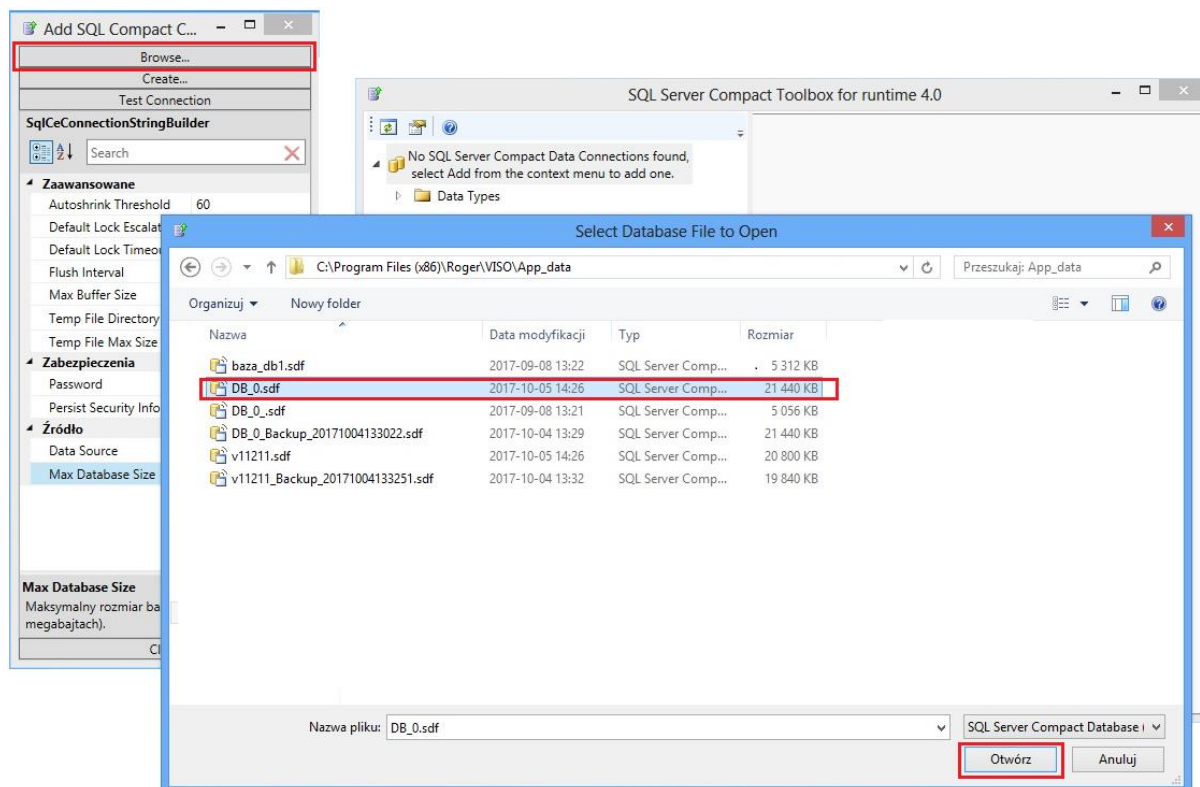 Add SQL Compact C...
Browse...
Create...
Test Connection
SqlCeConnectionStringBuilder
Search
Zaawansowane
Autoshrink Threshold 60
Default Lock Escalat
Default Lock Timeou
Flush Interval
Max Buffer Size
Temp File Directory
Temp File Max Size
Zabezpieczenia
Password
Persist Security Info
Źródło
Data Source
Max Database Size
Max Database Size
Maksymalny rozmiar ba
megabajtach).
Cl
SQL Server Compact Toolbox for runtime 4.0
No SQL Server Compact Data Connections found,
select Add from the context menu to add one.
Data Types
Select Database File to Open
C:\Program Files (x86)\Roger\VISO\App_data
Przeszukaj: App_data
Organizuj Nowy folder
Nazwa Data modyfikacji Typ Rozmiar
baza_db1.sdf 2017-09-08 13:22 SQL Server Comp... 5 312 KB
DB_0.sdf 2017-10-05 14:26 SQL Server Comp... 21 440 KB
DB_0_.sdf 2017-09-08 13:21 SQL Server Comp... 5 056 KB
DB_0_Backup_20171004133022.sdf 2017-10-04 13:29 SQL Server Comp... 21 440 KB
v11211.sdf 2017-10-05 14:26 SQL Server Comp... 20 800 KB
v11211_Backup_20171004133251.sdf 2017-10-04 13:32 SQL Server Comp... 19 840 KB
Nazwa pliku: DB_0.sdf
SQL Server Compact Database (
Otwórz Anuluj